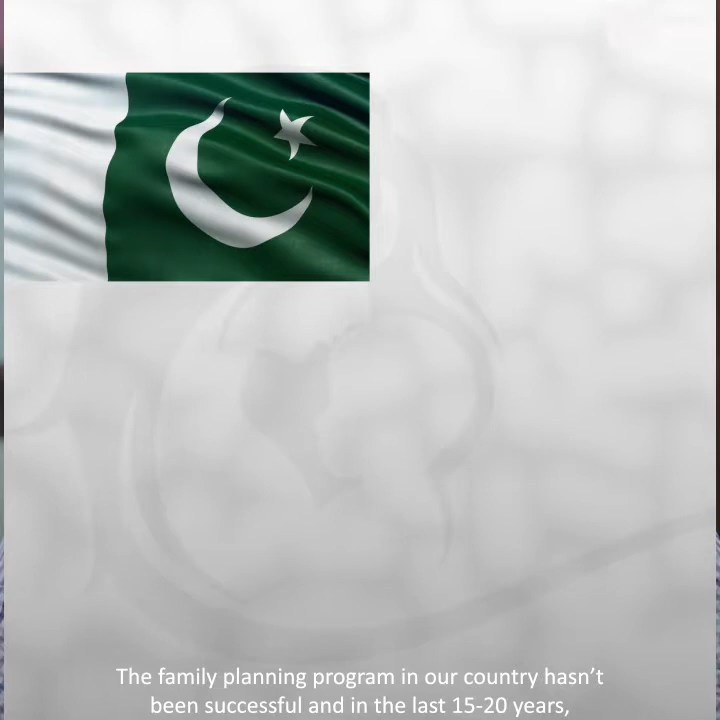 The family planning program in our country hasn’t
been successful and in the last 15-20 years,